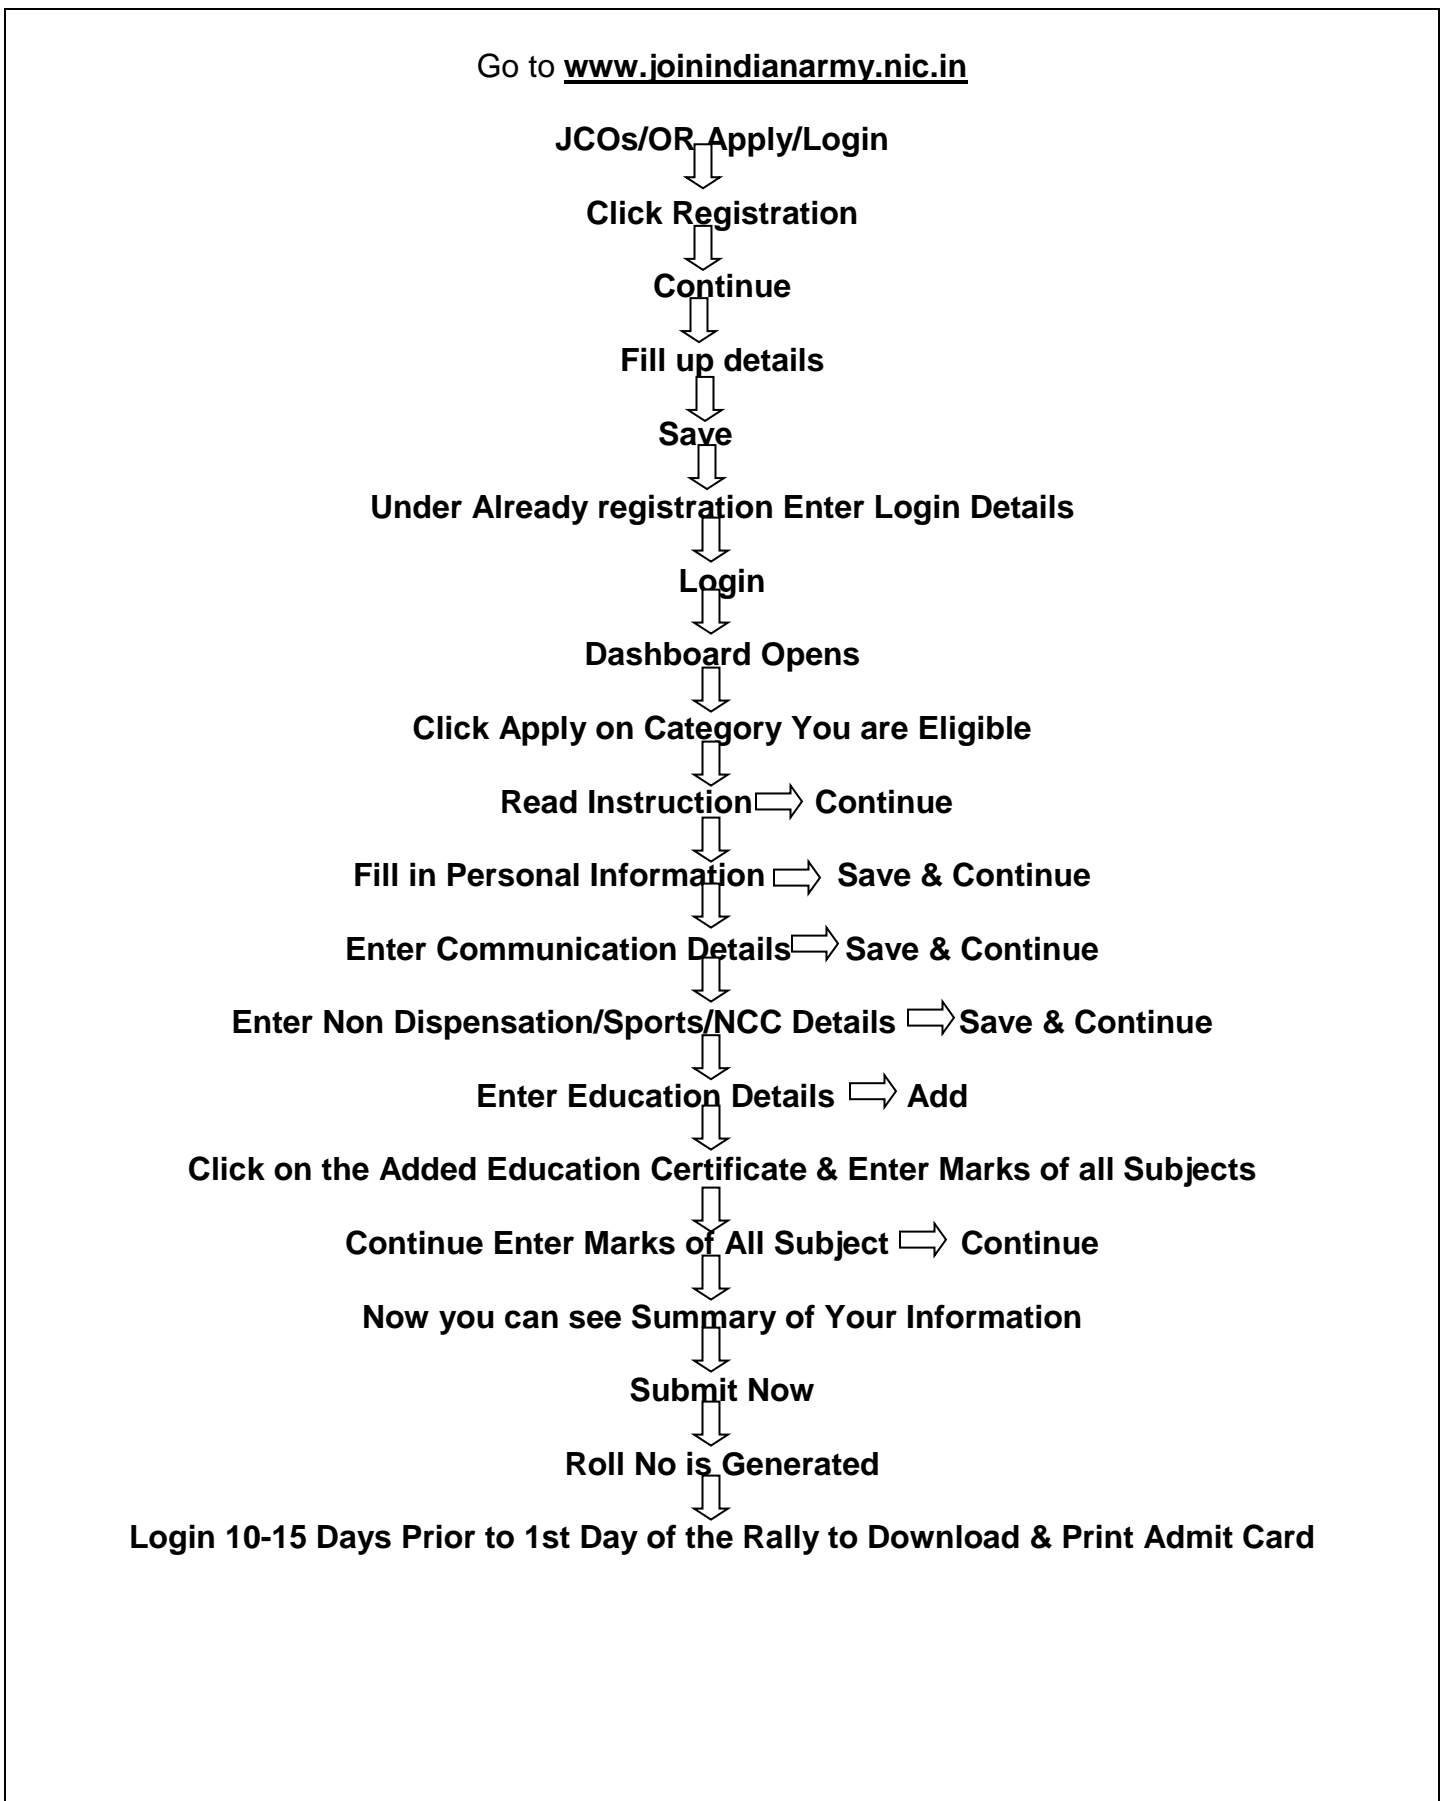 Go to www.joinindianarmy.nic.in
JCOs/OR Apply/Login
Click Registration
Continue
Fill up details
Save
Under Already registration Enter Login Details
Login
Dashboard Opens
Click Apply on Category You are Eligible
Read Instruction Continue
Fill in Personal Information Save & Continue
Enter Communication Details Save & Continue
Enter Non Dispensation/Sports/NCC Details Save & Continue
Enter Education Details Add
Click on the Added Education Certificate & Enter Marks of all Subjects
Continue Enter Marks of All Subject Continue
Now you can see Summary of Your Information
Submit Now
Roll No is Generated
Login 10-15 Days Prior to 1st Day of the Rally to Download & Print Admit Card